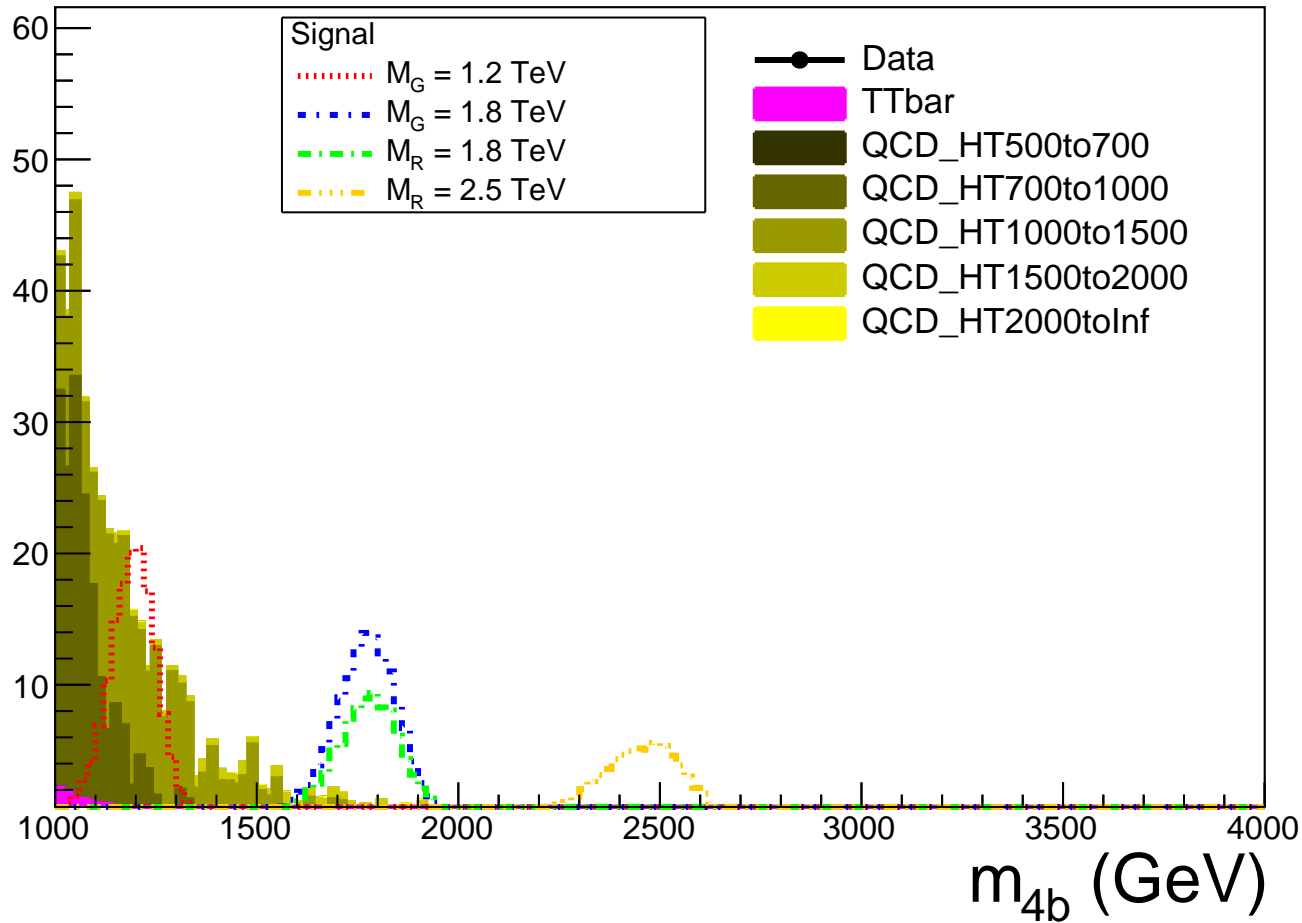 60
50
40
30
20
10
Signal
M_G = 1.2 TeV
M_G = 1.8 TeV
M_R = 1.8 TeV
M_R = 2.5 TeV
Data
TTbar
QCD_HT500to700
QCD_HT700to1000
QCD_HT1000to1500
QCD_HT1500to2000
QCD_HT2000toInf
1000 1500 2000 2500 3000 3500 4000
m_4b (GeV)